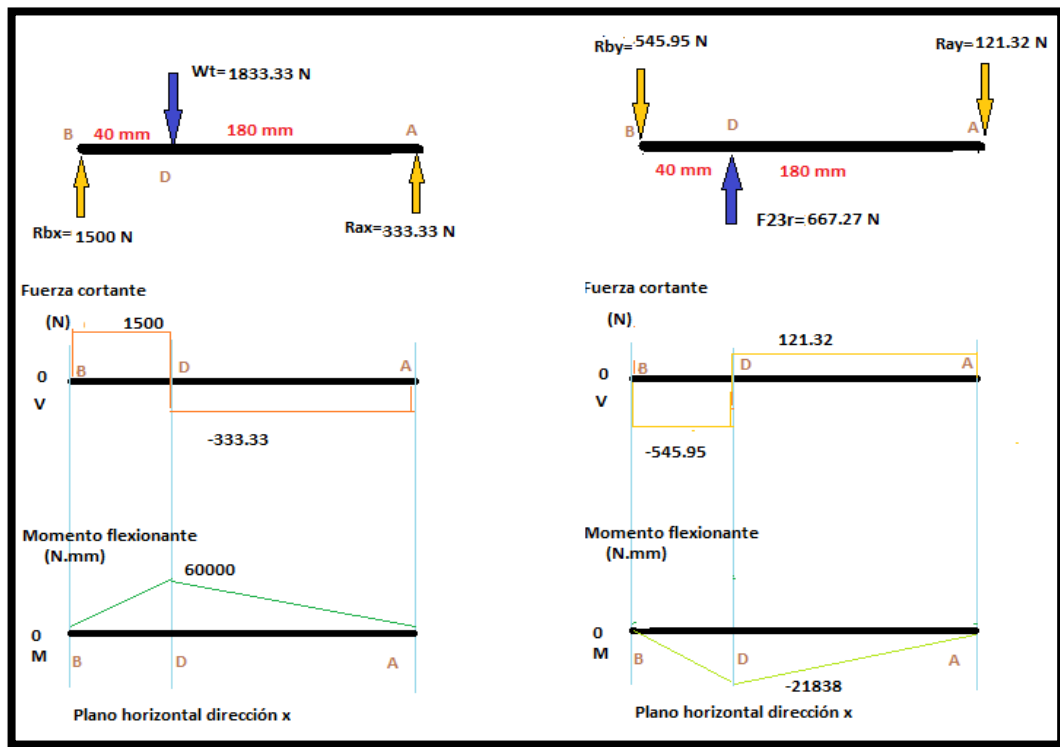 Wt= 1833.33 N
B
40 mm
180 mm
A
D
Rbx= 1500 N
Rax= 333.33 N
Fuerza cortante
(N)
1500
B
D
A
0
V
-333.33
Momento flexionante
(N.mm)
60000
0
M
B
D
A
Plano horizontal dirección x
Rby= 545.95 N
Ray= 121.32 N
B
D
A
40 mm
180 mm
F23r= 667.27 N
Fuerza cortante
(N)
121.32
B
D
A
0
V
-545.95
Momento flexionante
(N.mm)
0
M
B
D
A
-21838
Plano horizontal dirección x